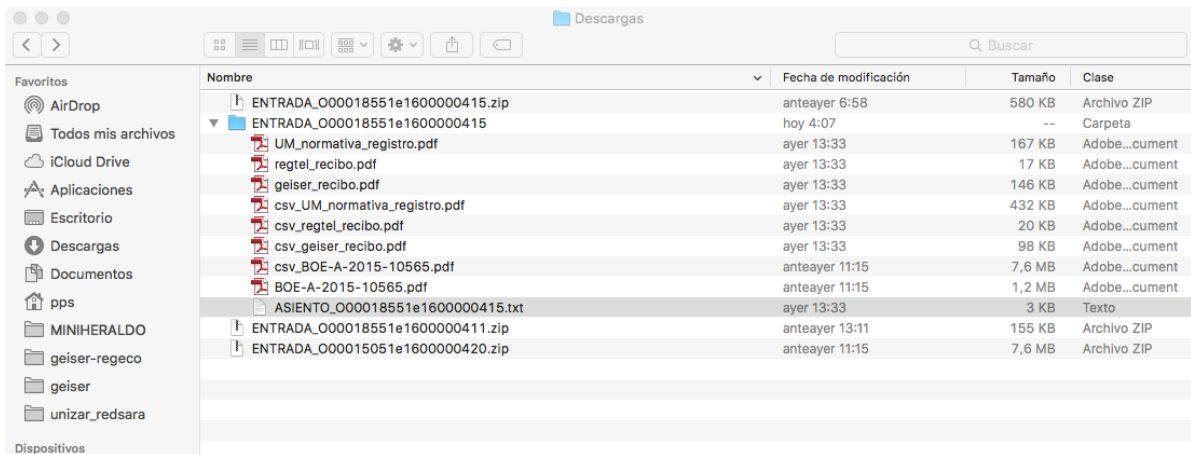 Descargas
Buscar
Favoritos
AirDrop
Todos mis archivos
iCloud Drive
Aplicaciones
Escritorio
Descargas
Documentos
pps
MINIHERALDO
geiser-regeco
geiser
unizar_redsara
Dispositivos
Nombre Fecha de modificación Tamaño Clase
ENTRADA_O00018551e1600000415.zip anteayer 6:58 580 KB Archivo ZIP
ENTRADA_O00018551e1600000415 hoy 4:07 -- Carpeta
UM_normativa_registro.pdf ayer 13:33 167 KB Adobe...cument
regtel_recibo.pdf ayer 13:33 17 KB Adobe...cument
geiser_recibo.pdf ayer 13:33 146 KB Adobe...cument
csv_UM_normativa_registro.pdf ayer 13:33 432 KB Adobe...cument
csv_regtel_recibo.pdf ayer 13:33 20 KB Adobe...cument
csv_geiser_recibo.pdf ayer 13:33 98 KB Adobe...cument
csv_BOE-A-2015-10565.pdf anteayer 11:15 7,6 MB Adobe...cument
BOE-A-2015-10565.pdf anteayer 11:15 1,2 MB Adobe...cument
ASIENTO_O00018551e1600000415.txt ayer 13:33 3 KB Texto
ENTRADA_O00018551e1600000411.zip anteayer 13:11 155 KB Archivo ZIP
ENTRADA_O00015051e1600000420.zip anteayer 11:15 7,6 MB Archivo ZIP